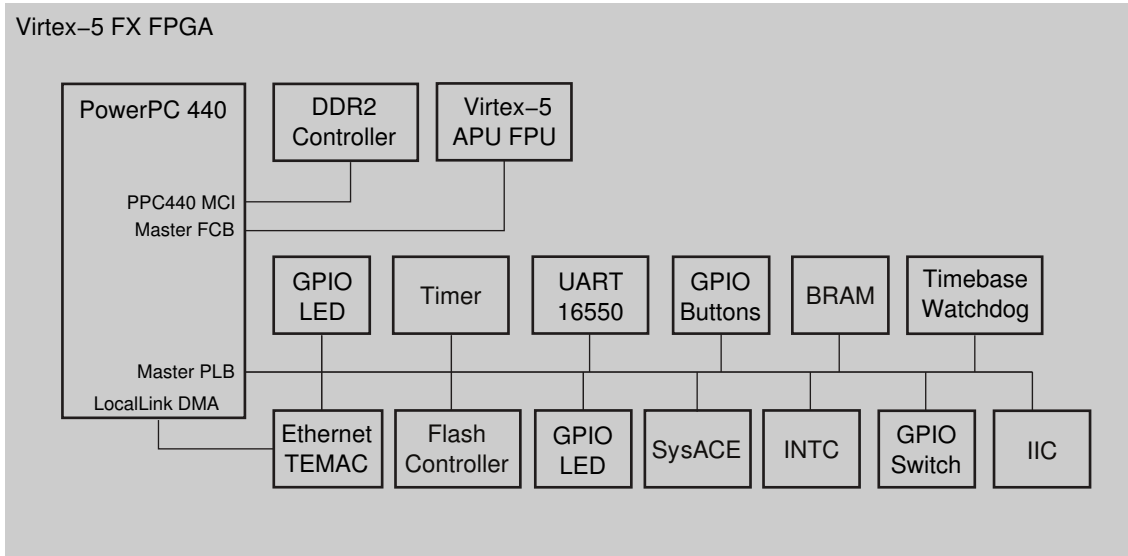 Virtex−5 FX FPGA
PowerPC 440
DDR2
Controller
Virtex−5
APU FPU
PPC440 MCI
Master FCB
GPIO
LED
Timer
UART
16550
GPIO
Buttons
BRAM
Timebase
Watchdog
Master PLB
LocalLink DMA
Ethernet
TEMAC
Flash
Controller
GPIO
LED
SysACE
INTC
GPIO
Switch
IIC